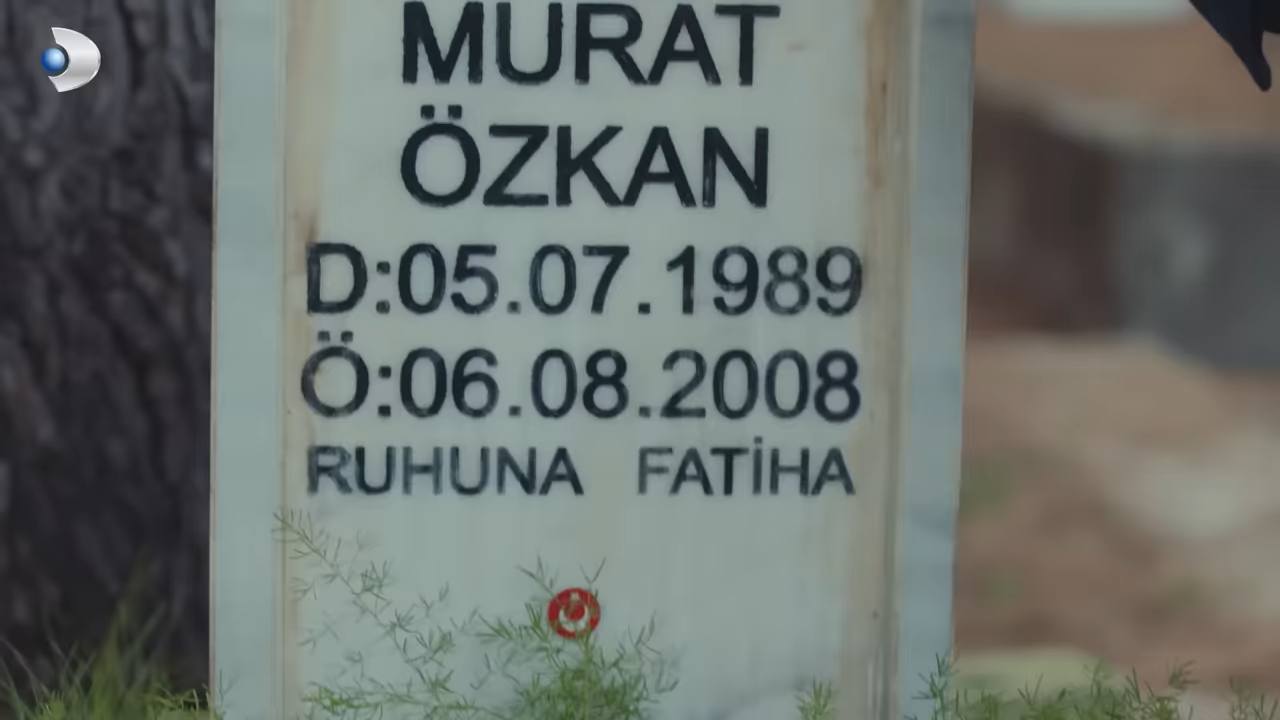 MURAT
ÖZKAN
D:05.07.1989
Ö:06.08.2008
RUHUNA FATİHA